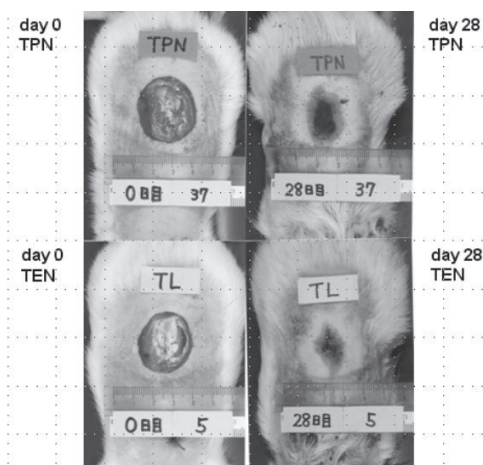 day 0
TPN
TPN
0日目 37
day 28
TPN
TPN
28日目 37
day 0
TEN
TL
0日目 5
day 28
TEN
TL
28日目 5